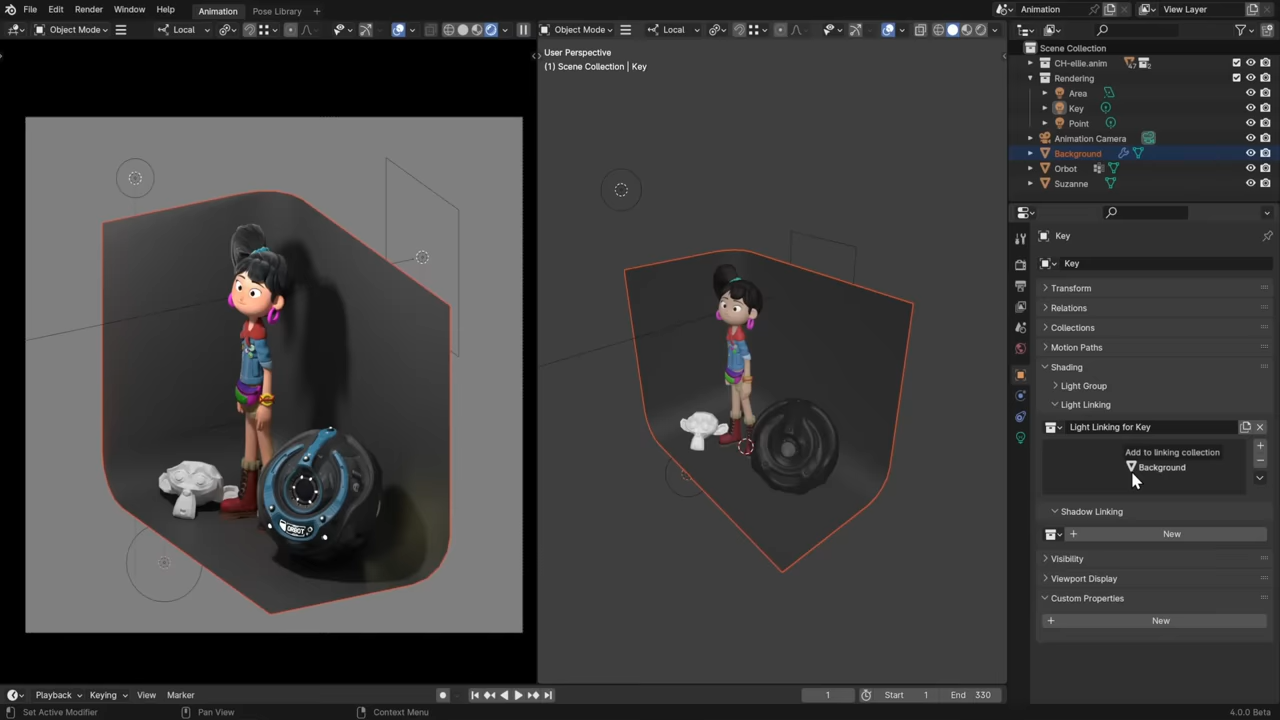 File Edit Render Window Help Animation Pose Library + Animation View Layer
Object Mode Local Object Mode Local
User Perspective
(1) Scene Collection | Key
Scene Collection
CH-ellie.anim
Rendering
Area
Key
Point
Animation Camera
Background
Orbot
Suzanne
Key
Key
Transform
Relations
Collections
Motion Paths
Shading
Light Group
Light Linking
Light Linking for Key
Add to linking collection
Background
Shadow Linking
+ New
Visibility
Viewport Display
Custom Properties
+ New
ORBOT
Playback Keying View Marker 1 Start 1 End 330
Set Active Modifier Pan View Context Menu 4.0.0 Beta